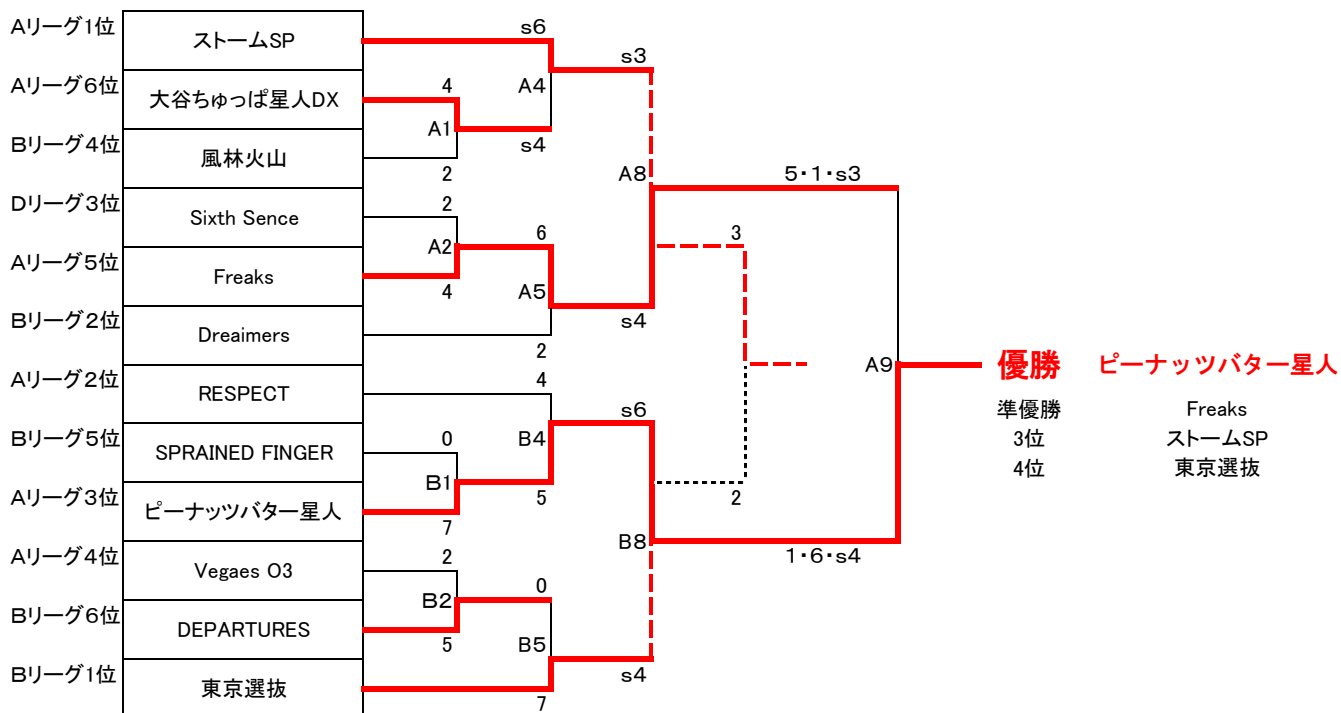 Aリーグ1位
ストームSP
s6
s3
Aリーグ6位
大谷ちゅっぱ星人DX
4
A4
A1
Bリーグ4位
風林火山
s4
2
A8
5・1・s3
Dリーグ3位
Sixth Sence
2
A2
6
3
Aリーグ5位
Freaks
4
A5
Bリーグ2位
Dreaimers
s4
2
Aリーグ2位
RESPECT
4
A9
優勝 ピーナッツバター星人
準優勝 Freaks
3位 ストームSP
4位 東京選抜
Bリーグ5位
SPRAINED FINGER
0
B4
s6
Aリーグ3位
ピーナッツバター星人
B1
7
5
2
B8
1・6・s4
Aリーグ4位
Vegaes O3
2
B2
0
Bリーグ6位
DEPARTURES
5
B5
Bリーグ1位
東京選抜
s4
7